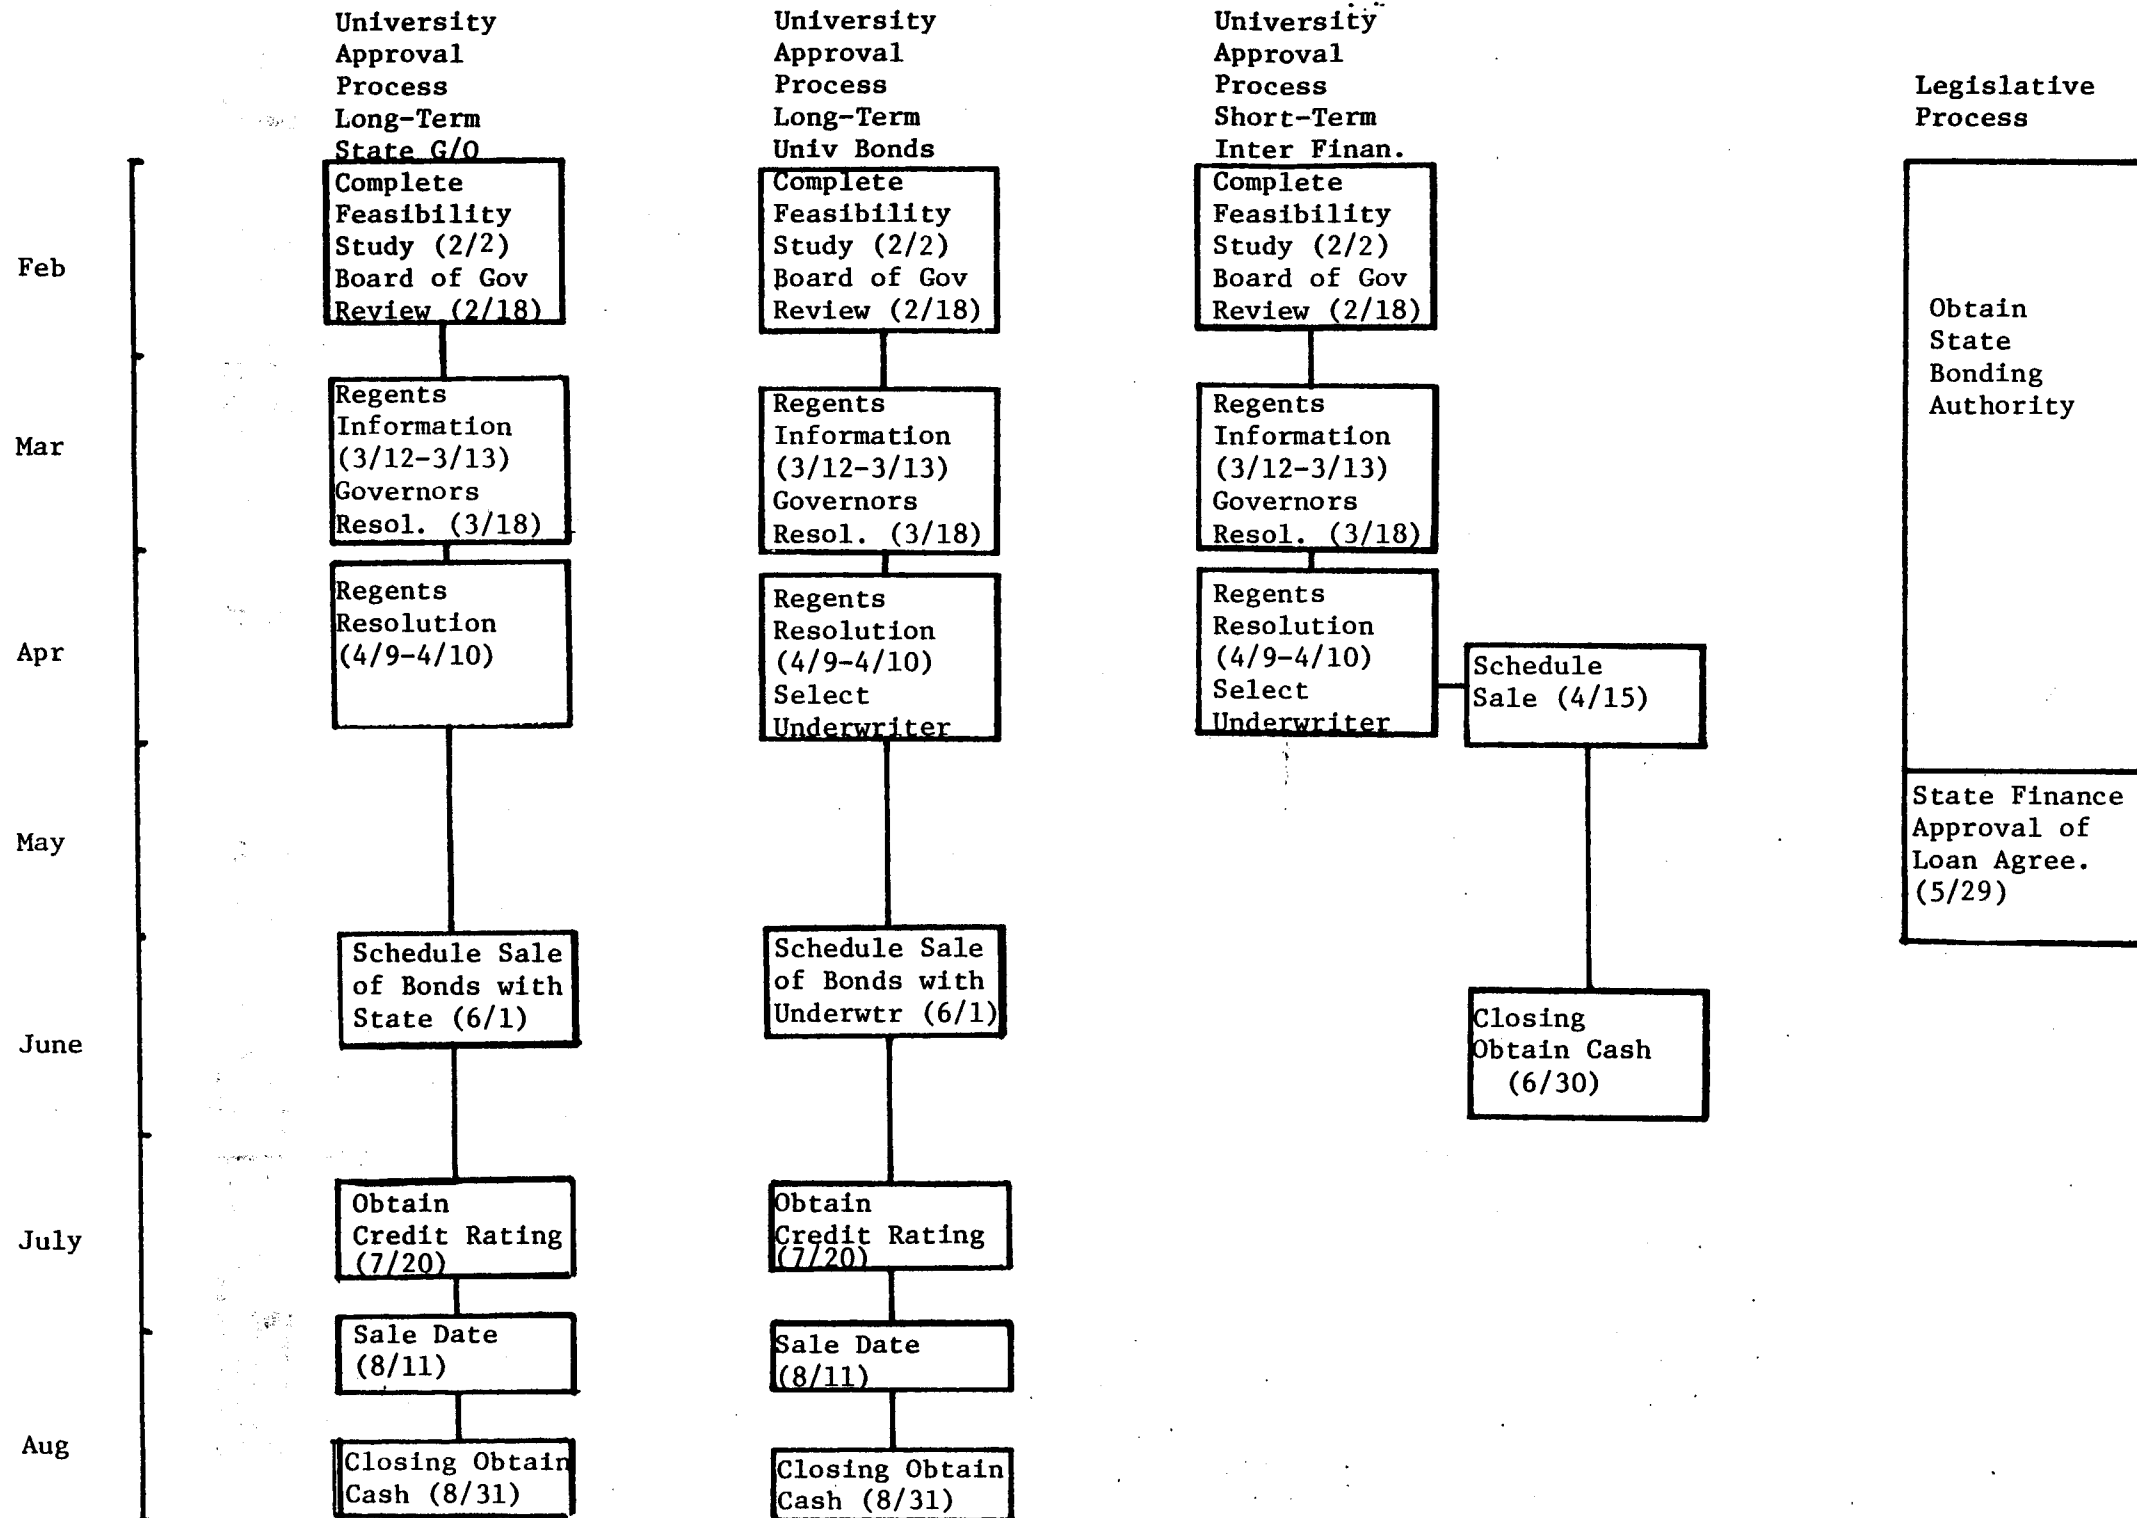 University
Approval
Process
Long-Term
State G/O
Complete
Feasibility
Study (2/2)
Board of Gov
Review (2/18)
Regents
Information
(3/12-3/13)
Governors
Resol. (3/18)
Regents
Resolution
(4/9-4/10)
Schedule Sale
of Bonds with
State (6/1)
Obtain
Credit Rating
(7/20)
Sale Date
(8/11)
Closing Obtain
Cash (8/31)
University
Approval
Process
Long-Term
Univ Bonds
Complete
Feasibility
Study (2/2)
Board of Gov
Review (2/18)
Regents
Information
(3/12-3/13)
Governors
Resol. (3/18)
Regents
Resolution
(4/9-4/10)
Select
Underwriter
Schedule Sale
of Bonds with
Underwtr (6/1)
Obtain
Credit Rating
(7/20)
Sale Date
(8/11)
Closing Obtain
Cash (8/31)
University
Approval
Process
Short-Term
Inter Finan.
Complete
Feasibility
Study (2/2)
Board of Gov
Review (2/18)
Regents
Information
(3/12-3/13)
Governors
Resol. (3/18)
Regents
Resolution
(4/9-4/10)
Select
Underwriter
Schedule
Sale (4/15)
Closing
Obtain Cash
(6/30)
Legislative
Process
Obtain
State
Bonding
Authority
State Finance
Approval of
Loan Agree.
(5/29)
Feb
Mar
Apr
May
June
July
Aug